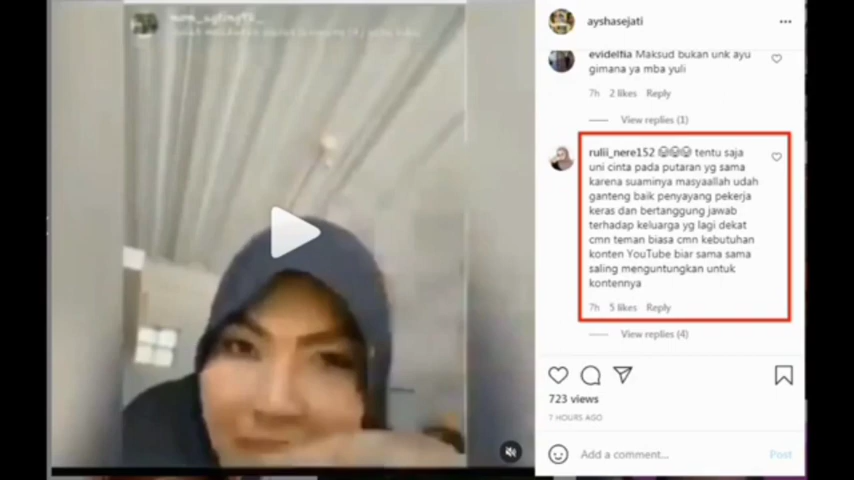 ayshasejati
evidelfia Maksud bukan unk ayu
gimana ya mba yuli
7h 2 likes Reply
View replies (1)
rulii_nere152 😭😭😭 tentu saja
uni cinta pada putaran yg sama
karena suaminya masyaallah udah
ganteng baik penyayang pekerja
keras dan bertanggung jawab
terhadap keluarga yg lagi dekat
cmn teman biasa cmn kebutuhan
konten YouTube biar sama sama
saling menguntungkan untuk
kontennya
7h 5 likes Reply
View replies (4)
723 views
7 HOURS AGO
Add a comment...
Post